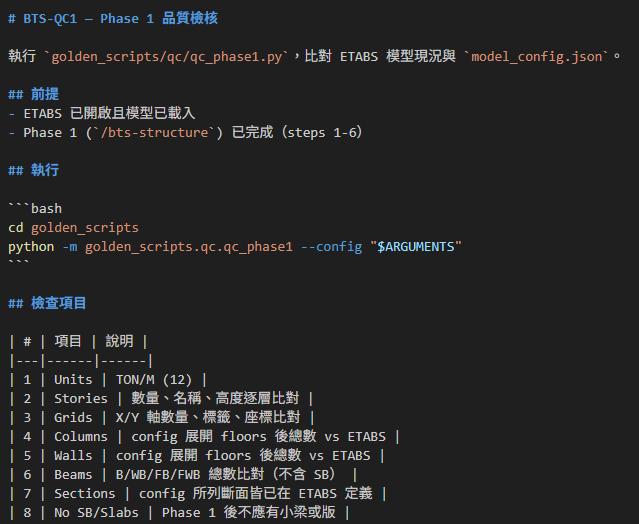 # BTS-QC1 — Phase 1 品質檢核
執行 `golden_scripts/qc/qc_phase1.py`，比對 ETABS 模型現況與 `model_config.json`。
## 前提
- ETABS 已開啟且模型已載入
- Phase 1 (`/bts-structure`) 已完成（steps 1-6）
## 執行
```bash
cd golden_scripts
python -m golden_scripts.qc.qc_phase1 --config "$ARGUMENTS"
```
## 檢查項目
| # | 項目 | 說明 |
|---|------|------|
| 1 | Units | TON/M (12) |
| 2 | Stories | 數量、名稱、高度逐層比對 |
| 3 | Grids | X/Y 軸數量、標籤、座標比對 |
| 4 | Columns | config 展開 floors 後總數 vs ETABS |
| 5 | Walls | config 展開 floors 後總數 vs ETABS |
| 6 | Beams | B/WB/FB/FWB 總數比對（不含 SB） |
| 7 | Sections | config 所列斷面皆已在 ETABS 定義 |
| 8 | No SB/Slabs | Phase 1 後不應有小梁或版 |